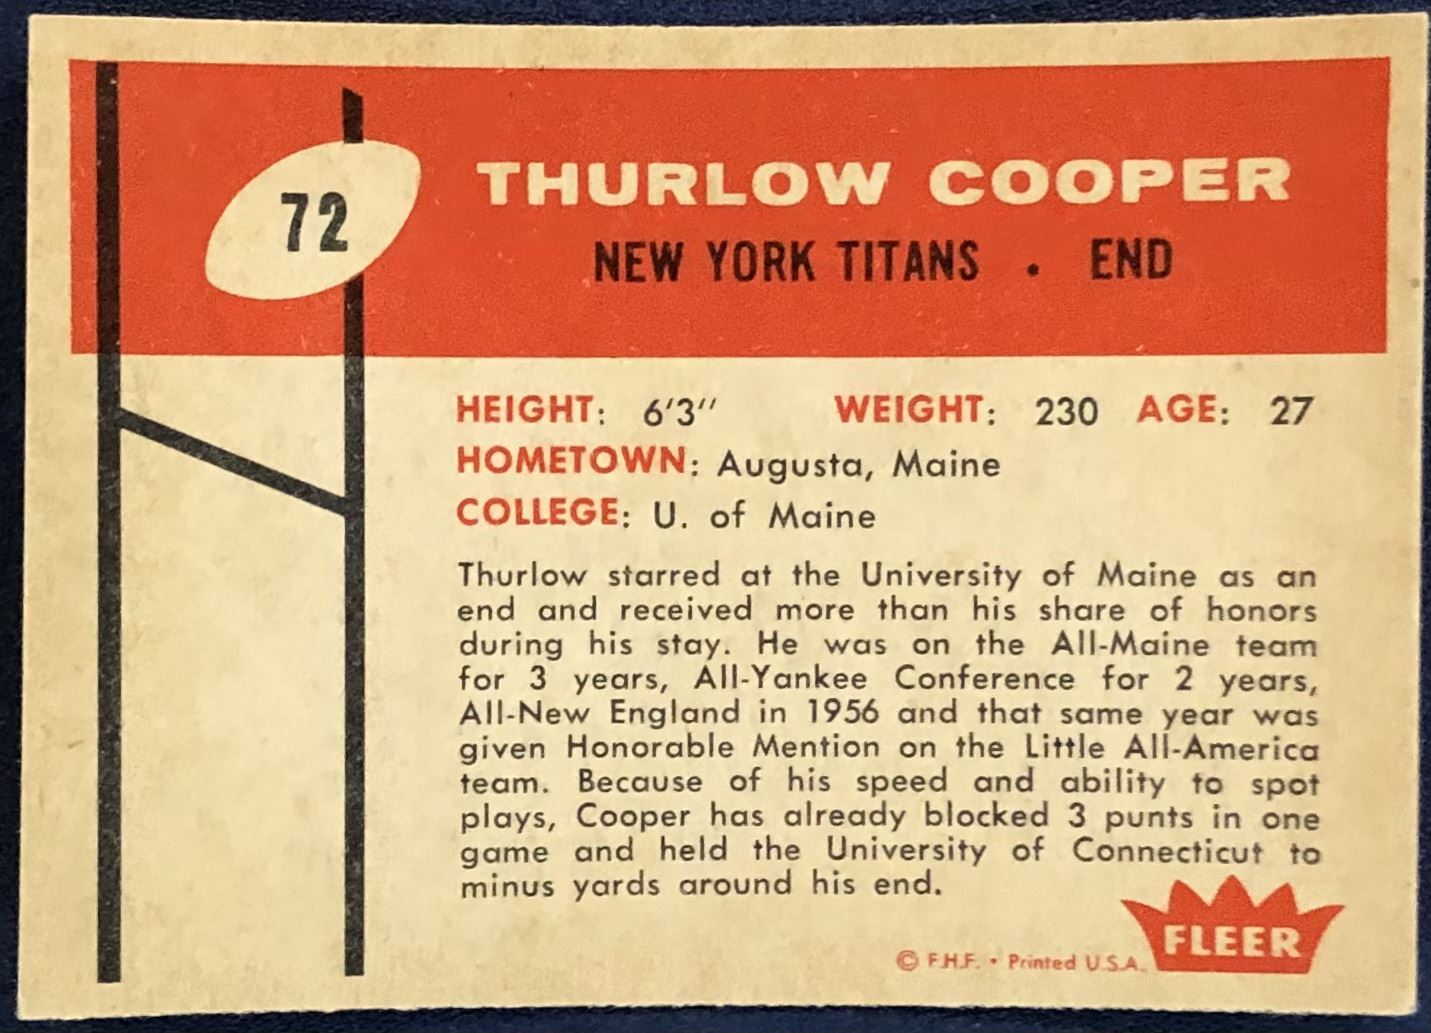 72
THURLOW COOPER
NEW YORK TITANS • END
HEIGHT: 6'3" WEIGHT: 230 AGE: 27
HOMETOWN: Augusta, Maine
COLLEGE: U. of Maine
Thurlow starred at the University of Maine as an
end and received more than his share of honors
during his stay. He was on the All-Maine team
for 3 years, All-Yankee Conference for 2 years,
All-New England in 1956 and that same year was
given Honorable Mention on the Little All-America
team. Because of his speed and ability to spot
plays, Cooper has already blocked 3 punts in one
game and held the University of Connecticut to
minus yards around his end.
FLEER
© F.H.F. • Printed U.S.A.